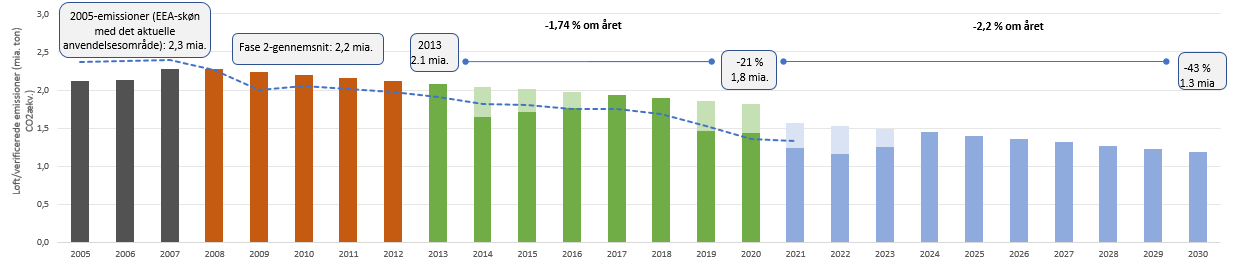 2005-emissioner (EEA-skøn
med det aktuelle
anvendelsesområde): 2,3 mia.
Fase 2-gennemsnit: 2,2 mia.
2013
2.1 mia.
-1,74 % om året
-21 %
1,8 mia.
-2,2 % om året
-43 %
1.3 mia
Loft/verificerede emissioner (mia. ton)
CO2ækv.)
3,0
2,5
2,0
1,5
1,0
0,5
0,0
2005 2006 2007 2008 2009 2010 2011 2012 2013 2014 2015 2016 2017 2018 2019 2020 2021 2022 2023 2024 2025 2026 2027 2028 2029 2030